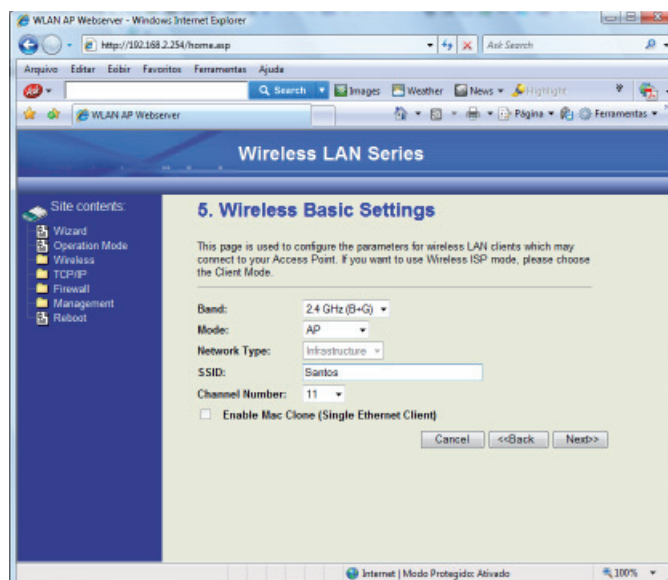 WLAN AP Webserver - Windows Internet Explorer
http://192.168.2.254/home.asp
Ask Search
Arquivo Editar Exibir Favoritos Ferramentas Ajuda
Search Images Weather News Highlight
WLAN AP Webserver
Página Ferramentas
Wireless LAN Series
Site contents:
Wizard
Operation Mode
Wireless
TCP/IP
Firewall
Management
Reboot
5. Wireless Basic Settings
This page is used to configure the parameters for wireless LAN clients which may
connect to your Access Point. If you want to use Wireless ISP mode, please choose
the Client Mode.
Band: 2.4 GHz (B+G)
Mode: AP
Network Type: Infrastructure
SSID: Santos
Channel Number: 11
Enable Mac Clone (Single Ethernet Client)
Cancel <<Back Next>>
Internet | Modo Protegido: Ativado 100%